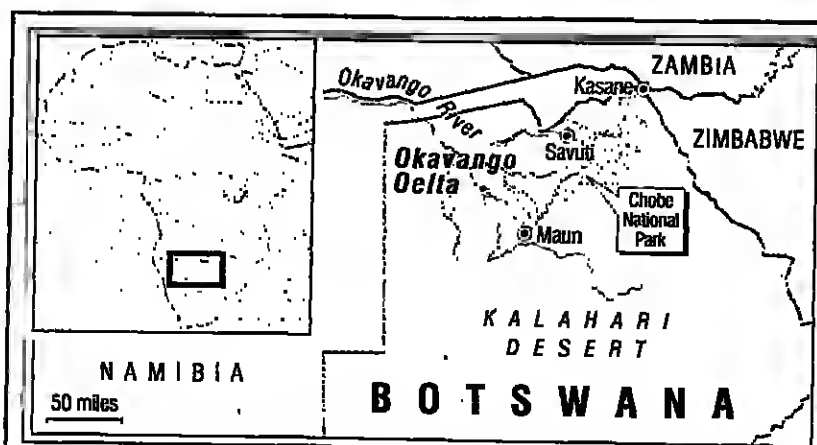 ZAMBIA
Okavango
River
Kasane
ZIMBABWE
Savuti
Okavango
Oelta
Chobe
National
Park
Maun
KALAHARI
DESERT
NAMIBIA
50 miles
BOTSWANA